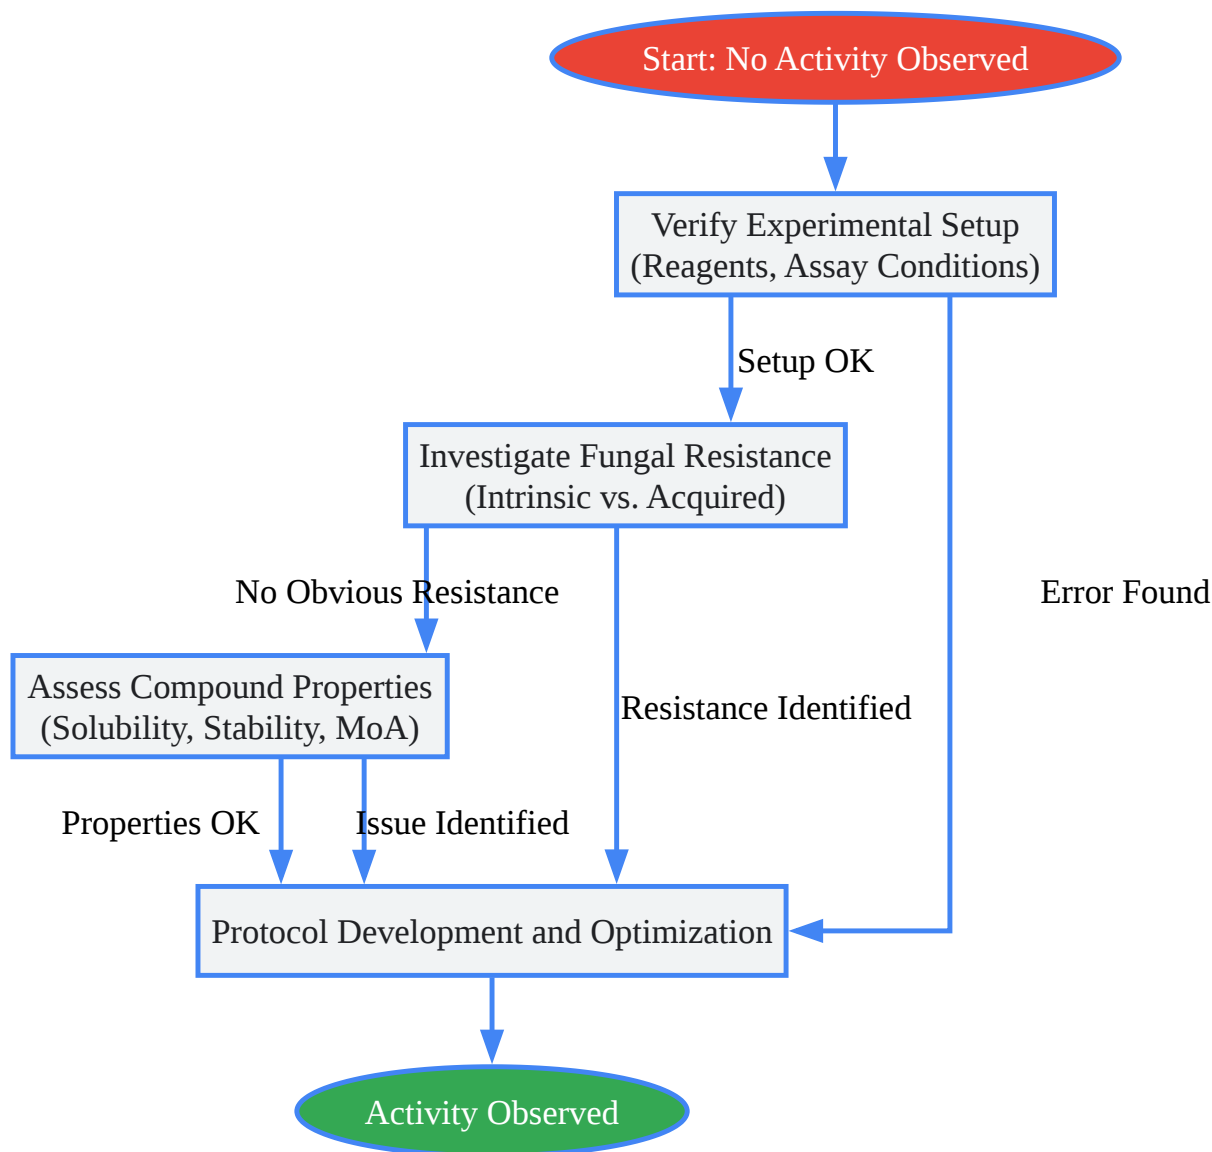 Start: No Activity Observed
Verify Experimental Setup
(Reagents, Assay Conditions)
Setup OK
Investigate Fungal Resistance
(Intrinsic vs. Acquired)
No Obvious Resistance
Error Found
Assess Compound Properties
(Solubility, Stability, MoA)
Resistance Identified
Properties OK
Issue Identified
Protocol Development and Optimization
Activity Observed